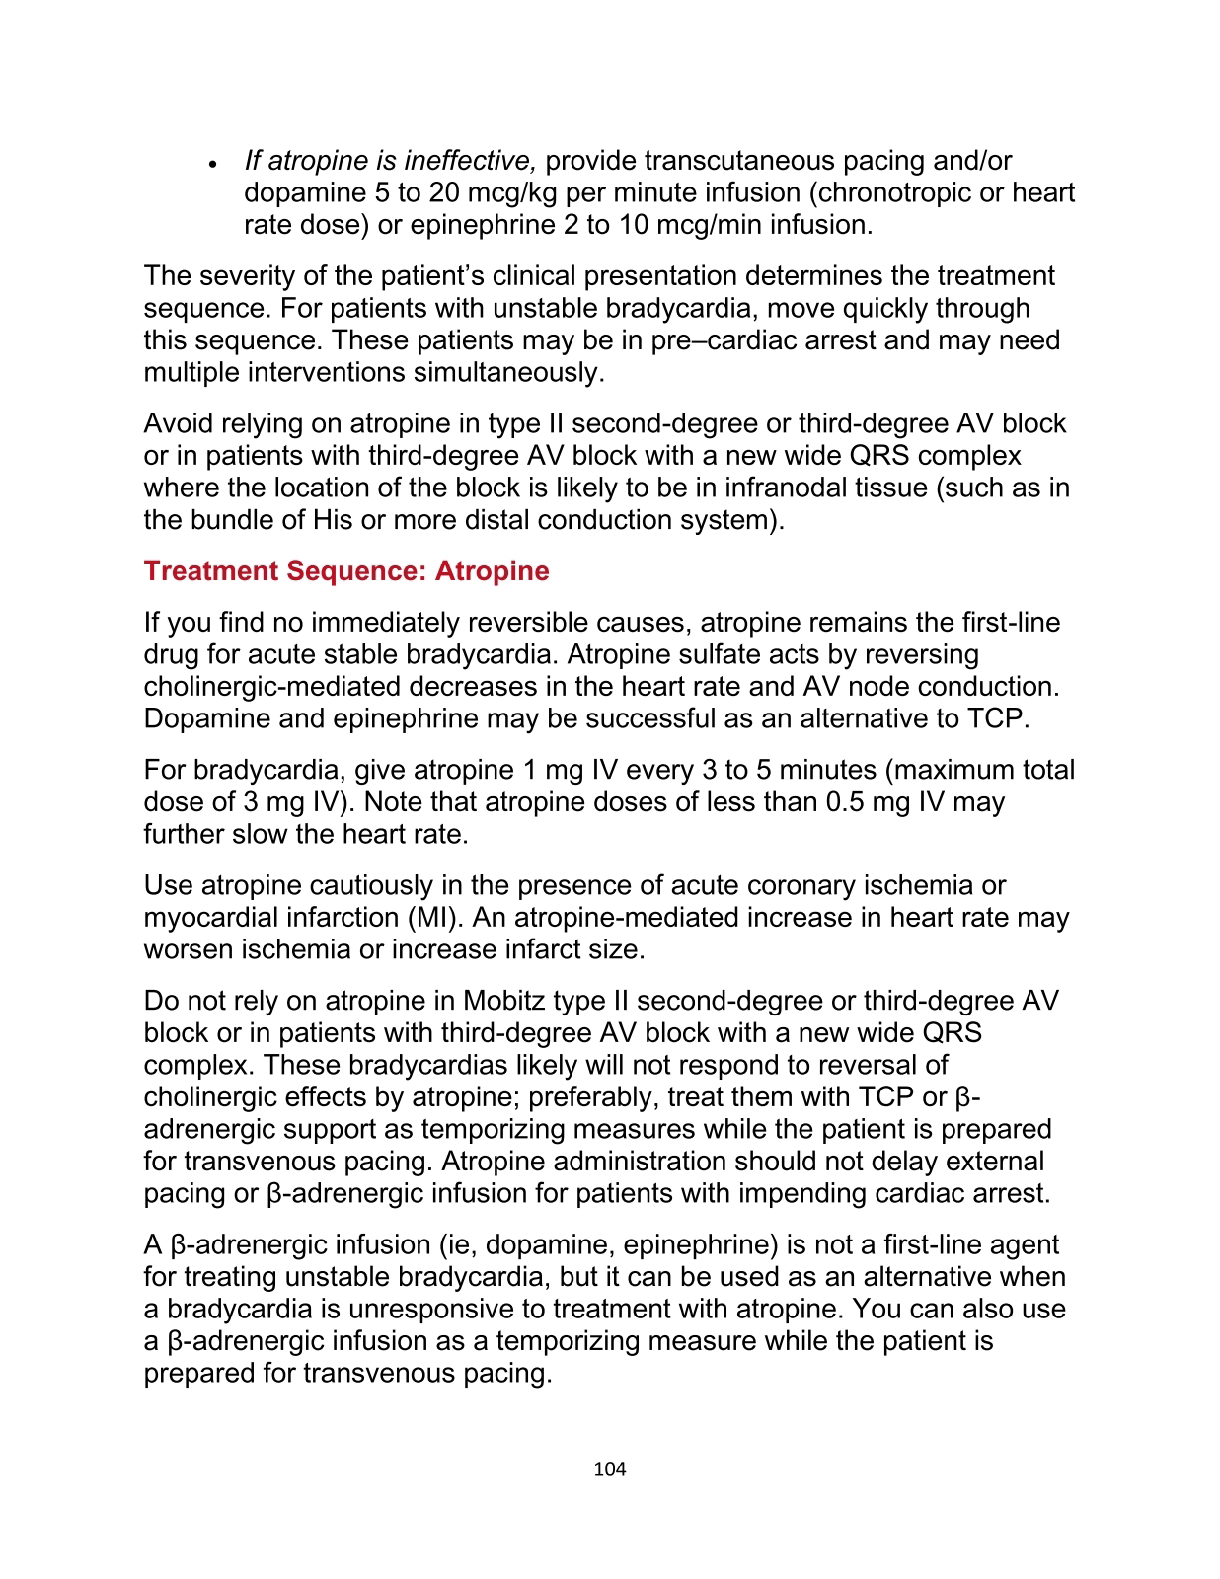 • If atropine is ineffective, provide transcutaneous pacing and/or
dopamine 5 to 20 mcg/kg per minute infusion (chronotropic or heart
rate dose) or epinephrine 2 to 10 mcg/min infusion.
The severity of the patient’s clinical presentation determines the treatment
sequence. For patients with unstable bradycardia, move quickly through
this sequence. These patients may be in pre–cardiac arrest and may need
multiple interventions simultaneously.
Avoid relying on atropine in type II second-degree or third-degree AV block
or in patients with third-degree AV block with a new wide QRS complex
where the location of the block is likely to be in infranodal tissue (such as in
the bundle of His or more distal conduction system).
Treatment Sequence: Atropine
If you find no immediately reversible causes, atropine remains the first-line
drug for acute stable bradycardia. Atropine sulfate acts by reversing
cholinergic-mediated decreases in the heart rate and AV node conduction.
Dopamine and epinephrine may be successful as an alternative to TCP.
For bradycardia, give atropine 1 mg IV every 3 to 5 minutes (maximum total
dose of 3 mg IV). Note that atropine doses of less than 0.5 mg IV may
further slow the heart rate.
Use atropine cautiously in the presence of acute coronary ischemia or
myocardial infarction (MI). An atropine-mediated increase in heart rate may
worsen ischemia or increase infarct size.
Do not rely on atropine in Mobitz type II second-degree or third-degree AV
block or in patients with third-degree AV block with a new wide QRS
complex. These bradycardias likely will not respond to reversal of
cholinergic effects by atropine; preferably, treat them with TCP or β-
adrenergic support as temporizing measures while the patient is prepared
for transvenous pacing. Atropine administration should not delay external
pacing or β-adrenergic infusion for patients with impending cardiac arrest.
A β-adrenergic infusion (ie, dopamine, epinephrine) is not a first-line agent
for treating unstable bradycardia, but it can be used as an alternative when
a bradycardia is unresponsive to treatment with atropine. You can also use
a β-adrenergic infusion as a temporizing measure while the patient is
prepared for transvenous pacing.
104